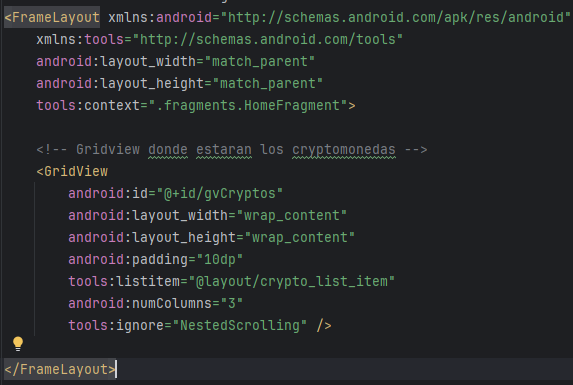 <FrameLayout xmlns:android="http://schemas.android.com/apk/res/android"
xmlns:tools="http://schemas.android.com/tools"
android:layout_width="match_parent"
android:layout_height="match_parent"
tools:context=".fragments.HomeFragment">
<!-- Gridview donde estaran los cryptomonedas -->
<GridView
android:id="@+id/gvCryptos"
android:layout_width="wrap_content"
android:layout_height="wrap_content"
android:padding="10dp"
tools:listitem="@layout/crypto_list_item"
android:numColumns="3"
tools:ignore="NestedScrolling" />
</FrameLayout>